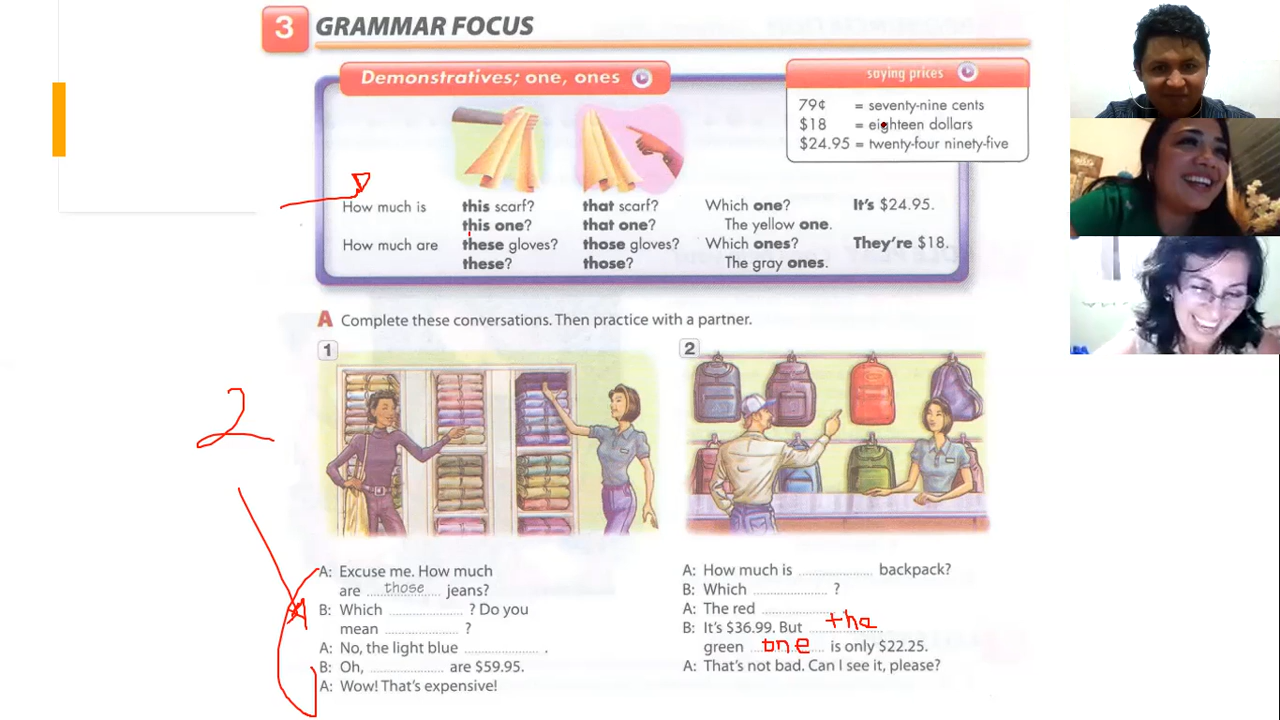 3 GRAMMAR FOCUS
Demonstratives; one, ones
saying prices
79¢ = seventy-nine cents
$18 = eighteen dollars
$24.95 = twenty-four ninety-five
How much is this scarf? that scarf? Which one? It's $24.95.
this one? that one? The yellow one.
How much are these gloves? those gloves? Which ones? They're $18.
these? those? The gray ones.
A Complete these conversations. Then practice with a partner.
1
2
2
A: Excuse me. How much
are those jeans?
B: Which ? Do you
mean ?
A: No, the light blue .
B: Oh, are $59.95.
A: Wow! That's expensive!
A: How much is backpack?
B: Which ?
A: The red .
B: It's $36.99. But tha
green one is only $22.25.
A: That's not bad. Can I see it, please?